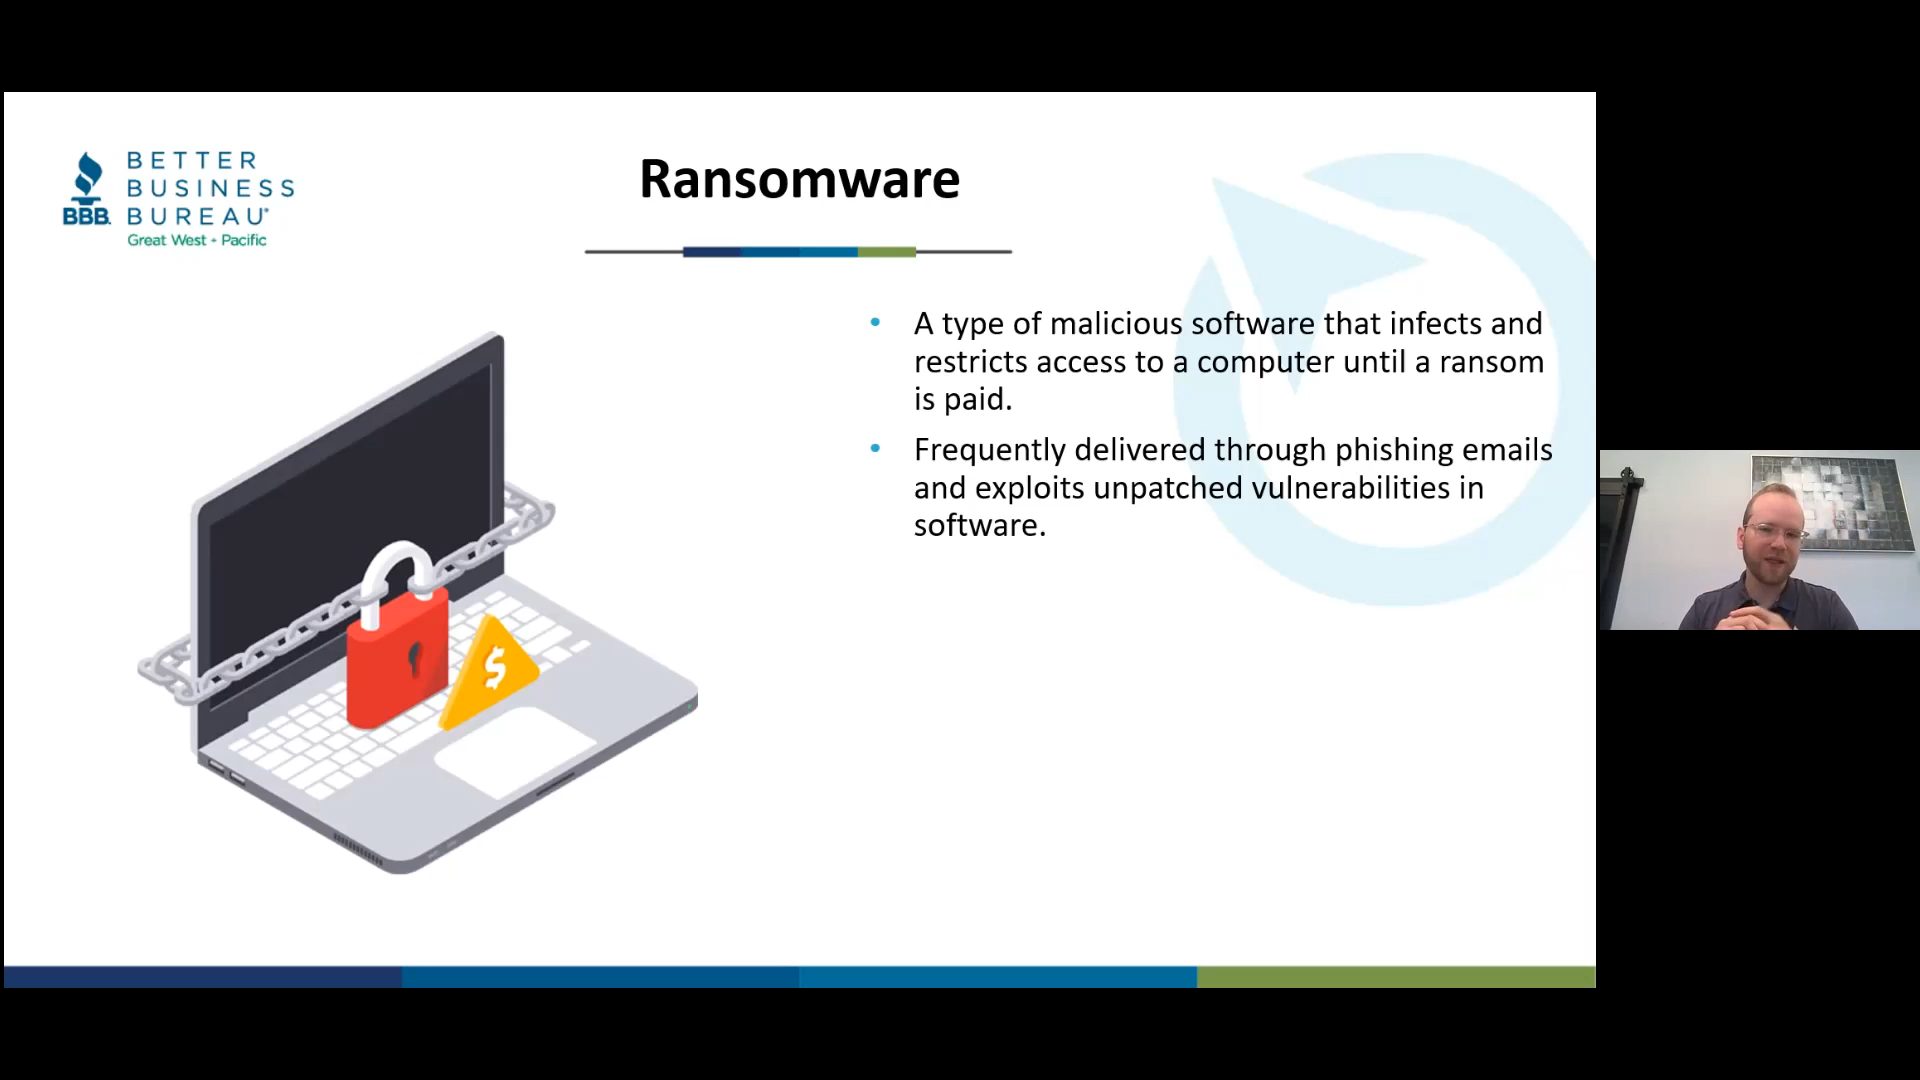 BETTER
BUSINESS
BBB. BUREAU®
Great West + Pacific
Ransomware
• A type of malicious software that infects and
restricts access to a computer until a ransom
is paid.
• Frequently delivered through phishing emails
and exploits unpatched vulnerabilities in
software.
$